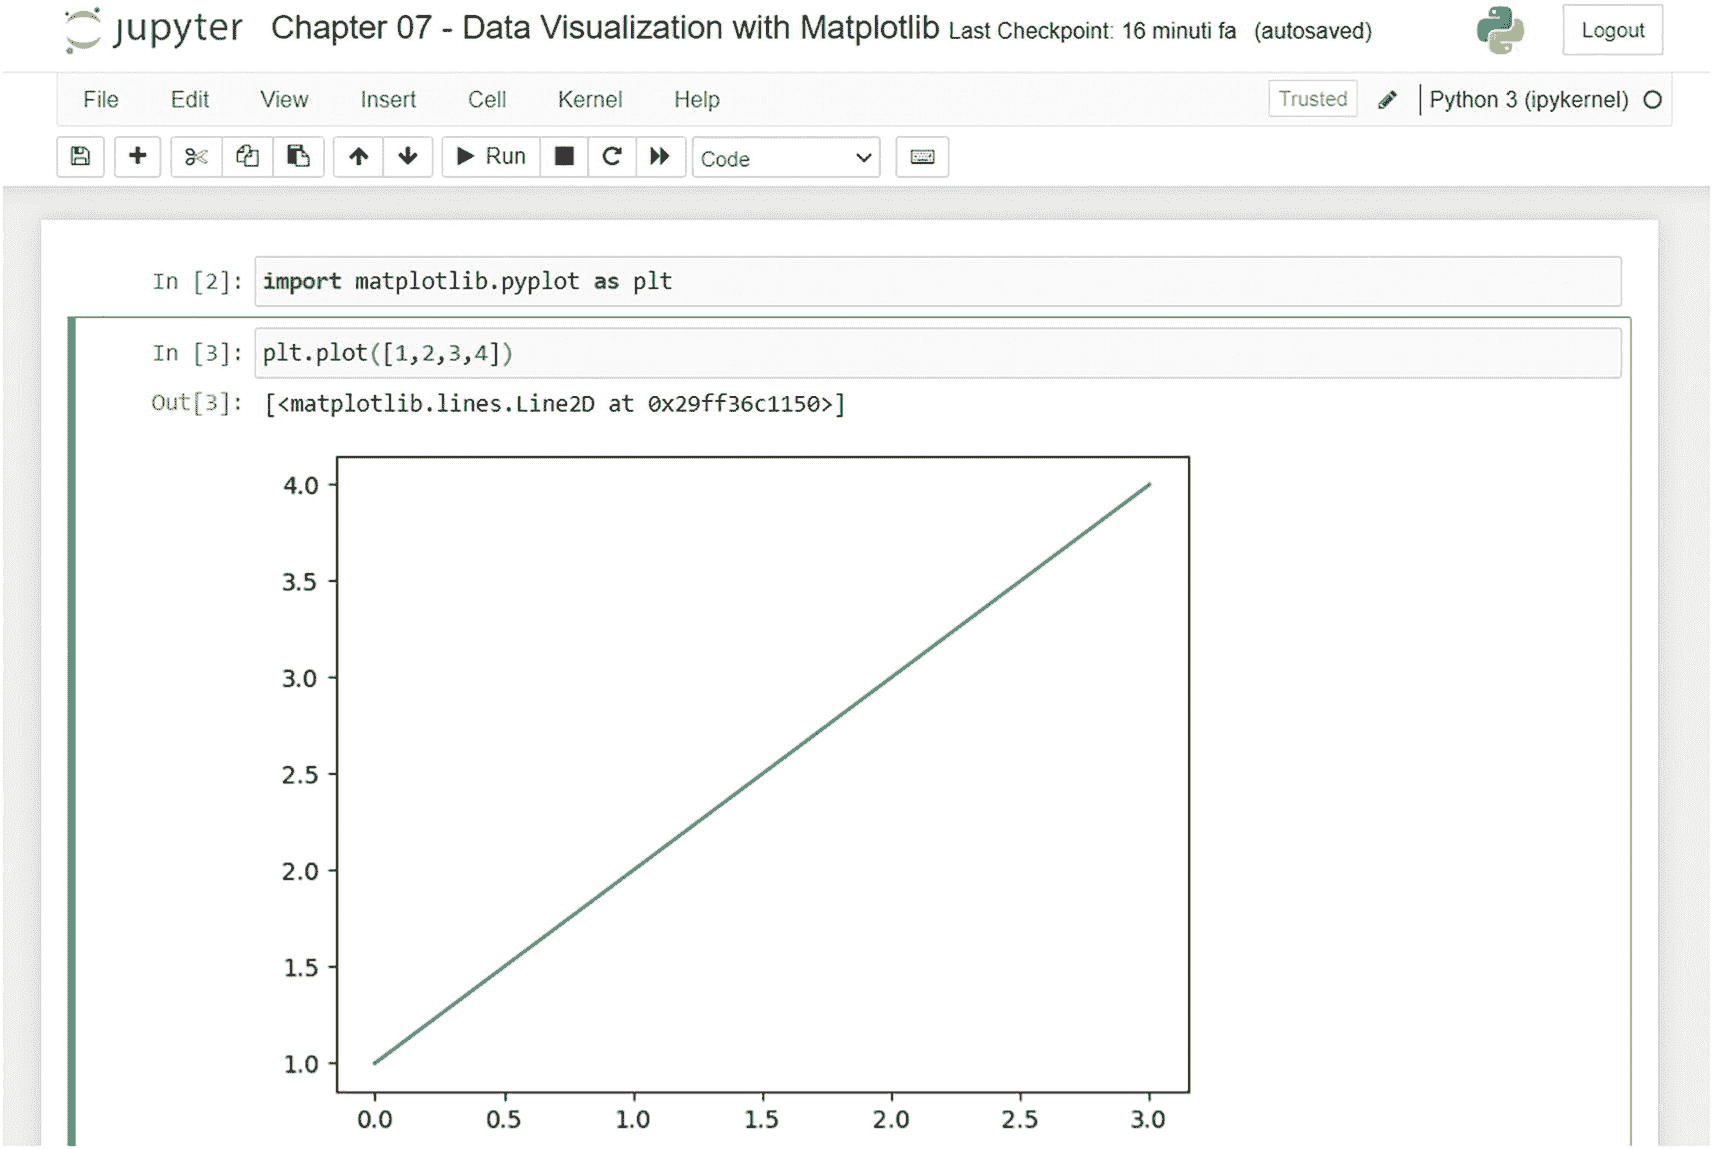 jupyter Chapter 07 - Data Visualization with Matplotlib Last Checkpoint: 16 minuti fa (autosaved) Logout
File Edit View Insert Cell Kernel Help Trusted Python 3 (ipykernel)
Run Code
In [2]: import matplotlib.pyplot as plt
In [3]: plt.plot([1,2,3,4])
Out[3]: [<matplotlib.lines.Line2D at 0x29ff36c1150>]
4.0
3.5
3.0
2.5
2.0
1.5
1.0
0.0 0.5 1.0 1.5 2.0 2.5 3.0